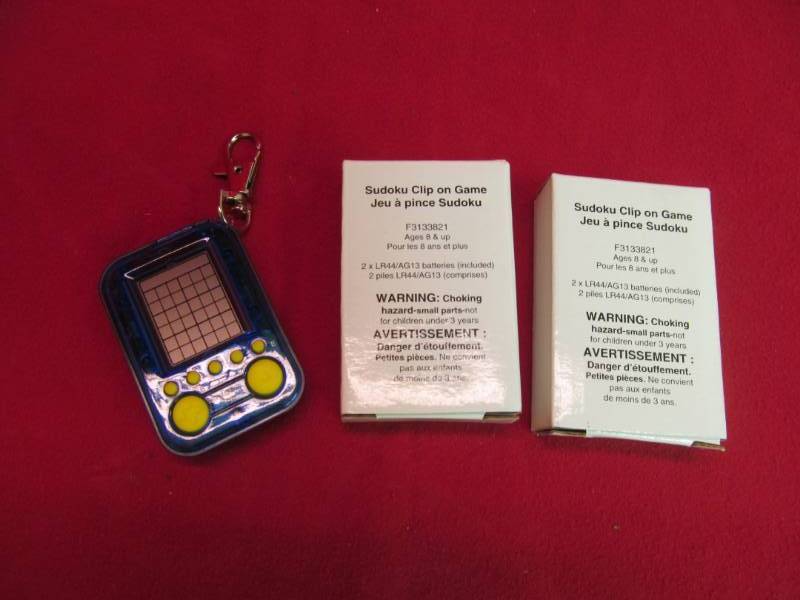 Sudoku Clip on Game
Jeu à pince Sudoku
F3133821
Ages 8 & up
Pour les 8 ans et plus
2 x LR44/AG13 batteries (included)
2 piles LR44/AG13 (comprises)
WARNING: Choking
hazard-small parts-not
for children under 3 years
AVERTISSEMENT :
Danger d'étouffement.
Petites pièces. Ne convient
pas aux enfants
de moins de 3 ans.
Sudoku Clip on Game
Jeu à pince Sudoku
F3133821
Ages 8 & up
Pour les 8 ans et plus
2 x LR44/AG13 batteries (included)
2 piles LR44/AG13 (comprises)
WARNING: Choking
hazard-small parts-not
for children under 3 years
AVERTISSEMENT :
Danger d'étouffement.
Petites pièces. Ne convient
pas aux enfants
de moins de 3 ans.